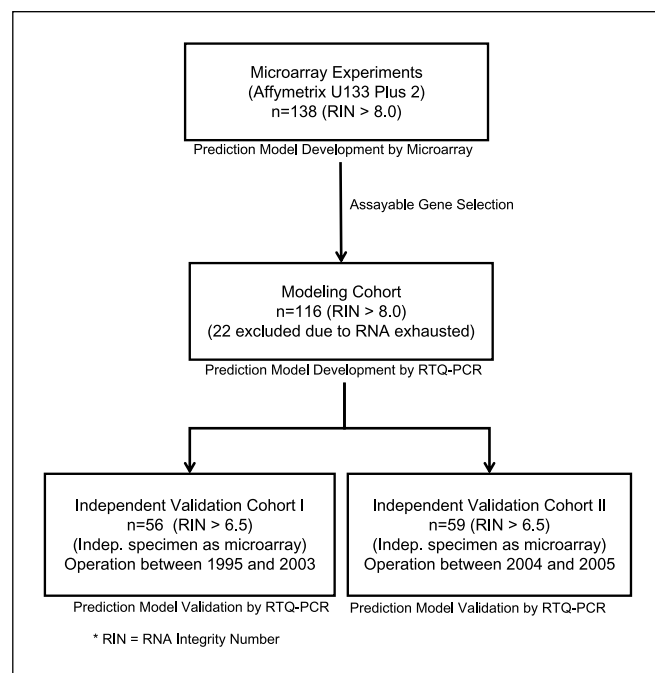 Microarray Experiments
(Affymetrix U133 Plus 2)
n=138 (RIN > 8.0)
Prediction Model Development by Microarray
Assayable Gene Selection
Modeling Cohort
n=116 (RIN > 8.0)
(22 excluded due to RNA exhausted)
Prediction Model Development by RTQ-PCR
Independent Validation Cohort I
n=56 (RIN > 6.5)
(Indep. specimen as microarray)
Operation between 1995 and 2003
Prediction Model Validation by RTQ-PCR
Independent Validation Cohort II
n=59 (RIN > 6.5)
(Indep. specimen as microarray)
Operation between 2004 and 2005
Prediction Model Validation by RTQ-PCR
* RIN = RNA Integrity Number